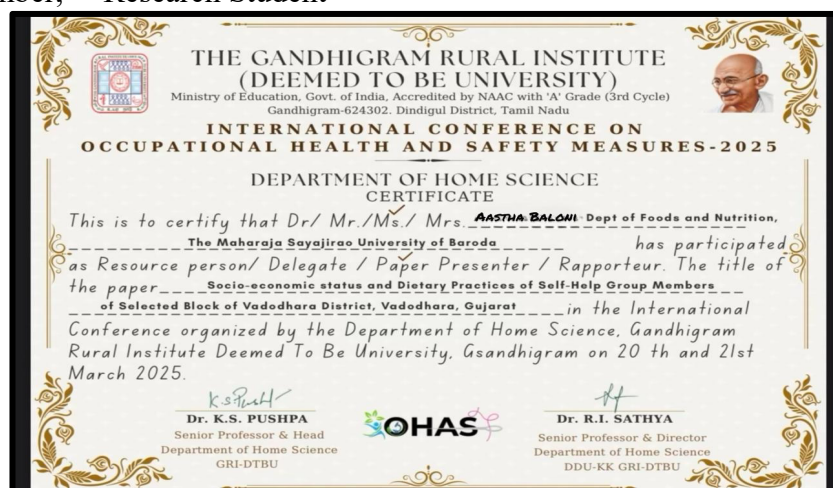 mber, Research Student
THE GANDHIGRAM RURAL INSTITUTE
(DEEMED TO BE UNIVERSITY)
Ministry of Education, Govt. of India, Accredited by NAAC with 'A' Grade (3rd Cycle)
Gandhigram-624302. Dindigul District, Tamil Nadu
INTERNATIONAL CONFERENCE ON
OCCUPATIONAL HEALTH AND SAFETY MEASURES-2025
DEPARTMENT OF HOME SCIENCE
CERTIFICATE
This is to certify that Dr/ Mr./Ms./ Mrs. AASTHA BALONI Dept of Foods and Nutrition,
The Maharaja Sayajirao University of Baroda has participated
as Resource person/ Delegate / Paper Presenter / Rapporteur. The title of
the paper Socio-economic status and Dietary Practices of Self-Help Group Members
of Selected Block of Vadodhara District, Vadodhara, Gujarat in the International
Conference organized by the Department of Home Science, Gandhigram
Rural Institute Deemed To Be University, Gsandhigram on 20 th and 21st
March 2025.
K.S Push
Dr. K.S. PUSHPA
Senior Professor & Head
Department of Home Science
GRI-DTBU
OHAS
Dr. R.I. SATHYA
Senior Professor & Director
Department of Home Science
DDU-KK GRI-DTBU